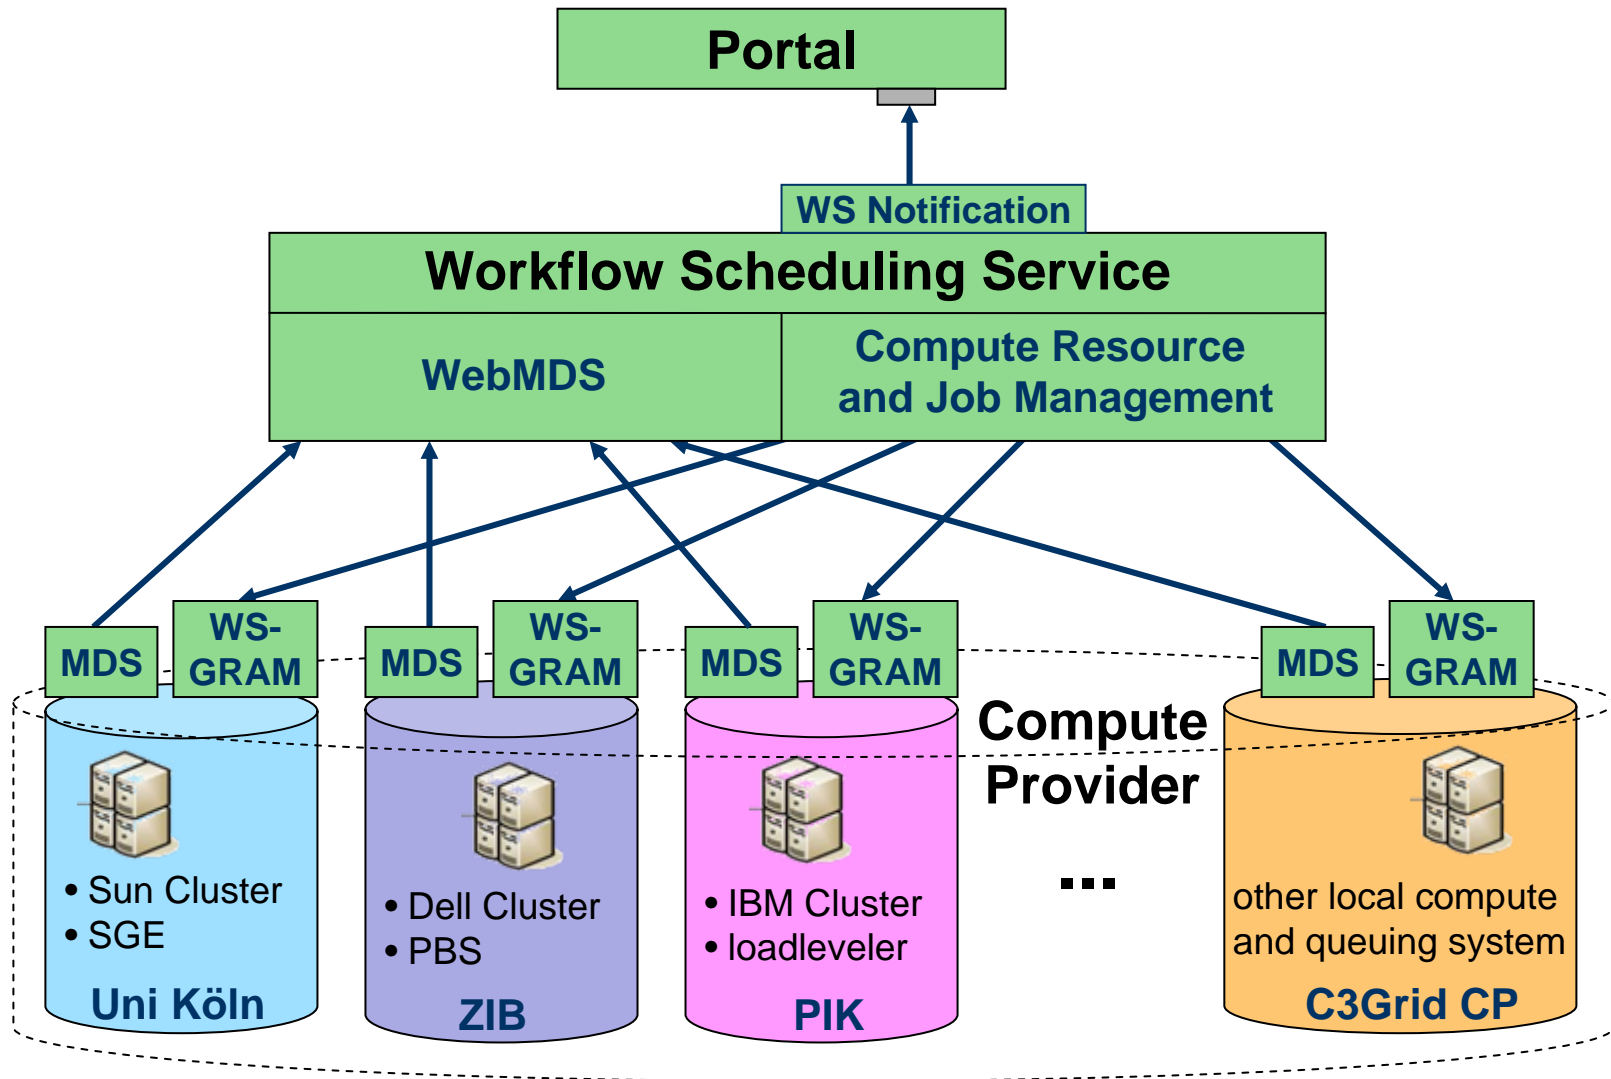 Portal
WS Notification
Workflow Scheduling Service
WebMDS
Compute Resource
and Job Management
MDS
WS-
GRAM
MDS
WS-
GRAM
MDS
WS-
GRAM
MDS
WS-
GRAM
Compute
Provider
...
• Sun Cluster
• SGE
Uni Köln
• Dell Cluster
• PBS
ZIB
• IBM Cluster
• loadleveler
PIK
other local compute
and queuing system
C3Grid CP